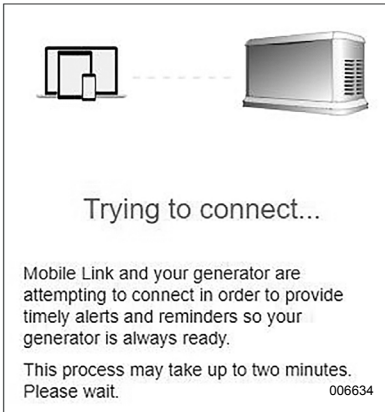 Trying to connect...
Mobile Link and your generator are
attempting to connect in order to provide
timely alerts and reminders so your
generator is always ready.
This process may take up to two minutes.
Please wait.
006634